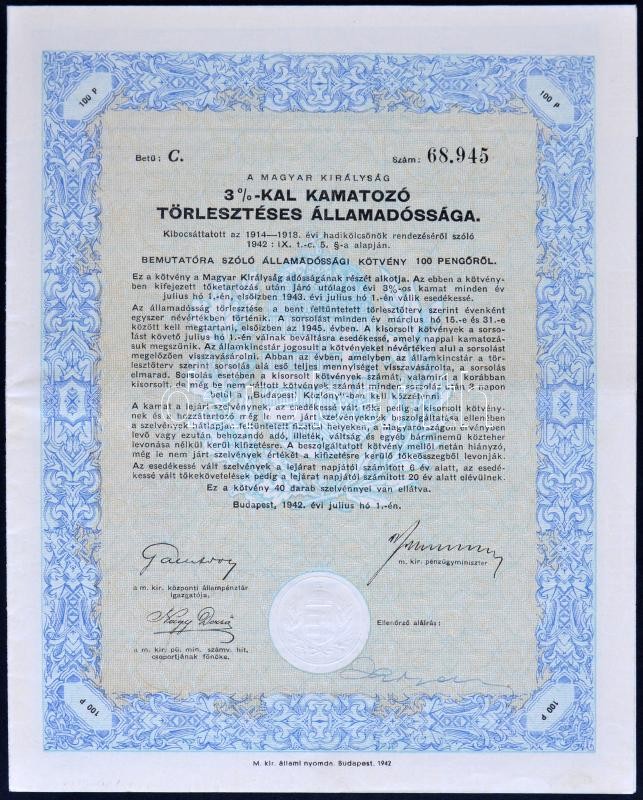 100 P
100 P
Betű: C.
Szám: 68.945
A MAGYAR KIRÁLYSÁG
3%-KAL KAMATOZÓ
TÖRLESZTÉSES ÁLLAMADÓSSÁGA.
Kibocsáttatott az 1914—1918. évi hadikölcsönök rendezéséről szóló
1942 : IX. t.-c. 5. §-a alapján.
BEMUTATÓRA SZÓLÓ ÁLLAMADÓSSÁGI KÖTVÉNY 100 PENGŐRŐL.
Ez a kötvény a Magyar Királyság adósságának részét alkotja. Az ebben a kötvény-
ben kifejezett tőketartozás után járó utólagos évi 3%-os kamat minden év
július hó 1.-én, elsőízben 1943. évi július hó 1.-én válik esedékessé.
Az államadósság törlesztése a bent feltüntetett törlesztőterv szerint évenként
egyszer névértékben történik. A sorsolást minden év március hó 15.-e és 31.-e
között kell megtartani, elsőízben az 1945. évben. A kisorsolt kötvények a sorso-
lást követő július hó 1.-én válnak beváltásra esedékessé, amely nappal kamatozá-
suk megszűnik. Az államkincstár jogosult a kötvényeket névértéken alul a sorsolást
megelőzően visszavásárolni. Abban az évben, amelyben az államkincstár a tör-
lesztőterv szerint sorsolás alá eső teljes mennyiséget visszavásárolta, a sorsolás
elmarad. Sorsolás esetében a kisorsolt kötvények számát, valamint a korábban
kisorsolt, de még be nem váltott kötvények számát minden sorsolás után 3 napon
belül a „Budapesti Közlöny"-ben kell közzétenni.
A kamat a lejárt szelvénynek, az esedékessé vált tőke pedig a kisorsolt kötvény-
nek és a hozzátartozó még le nem járt szelvényeknek beszolgáltatása ellenében
a szelvények hátlapján feltüntetett fizetőhelyeken, a Magyarországon érvényben
levő vagy ezután behozandó adó, illeték, váltság és egyéb bárminemű közteher
levonása nélkül kerül kifizetésre. A beszolgáltatott kötvény mellől netán hiányzó,
még le nem járt szelvények értékét a kifizetésre kerülő tőkeösszegből levonják.
Az esedékessé vált szelvények a lejárat napjától számított 6 év alatt, az esedé-
kessé vált tőkekövetelések pedig a lejárat napjától számított 20 év alatt elévülnek.
Ez a kötvény 40 darab szelvénnyel van ellátva.
Budapest, 1942. évi július hó 1.-én.
a m. kir. központi állampénztár
igazgatója.
m. kir. pénzügyminiszter
Nagy Dezső
a m. kir. pü. min. számv. hit.
csoportjának főnöke.
Ellenőrző aláírás:
100 P
100 P
M. kir. állami nyomda. Budapest, 1942